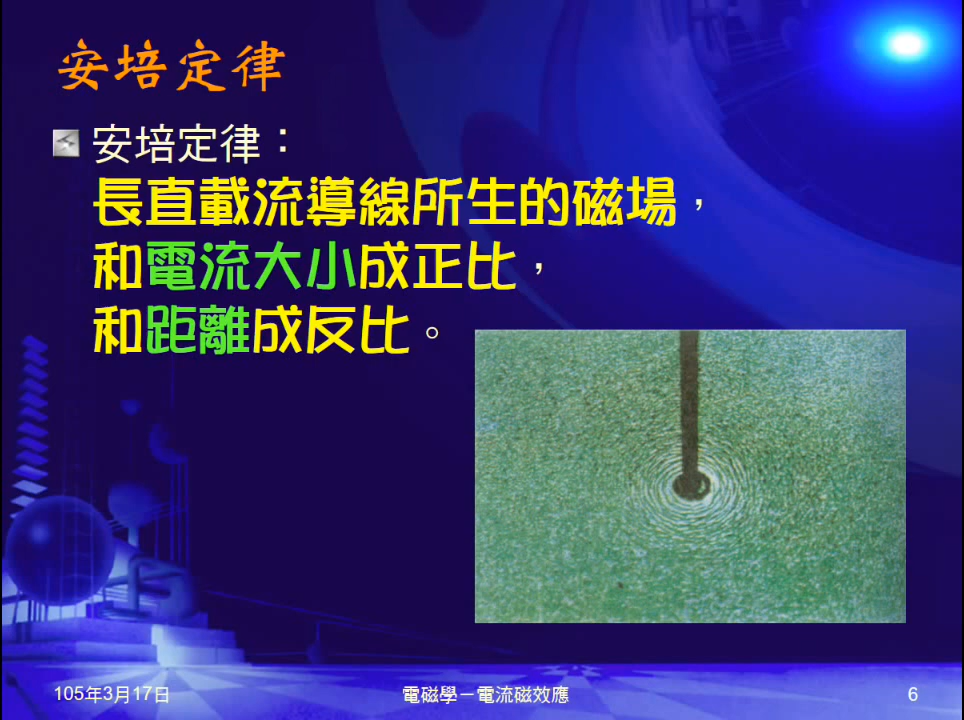 安培定律
安培定律：
長直載流導線所生的磁場，
和電流大小成正比，
和距離成反比。
105年3月17日
電磁學－電流磁效應
6